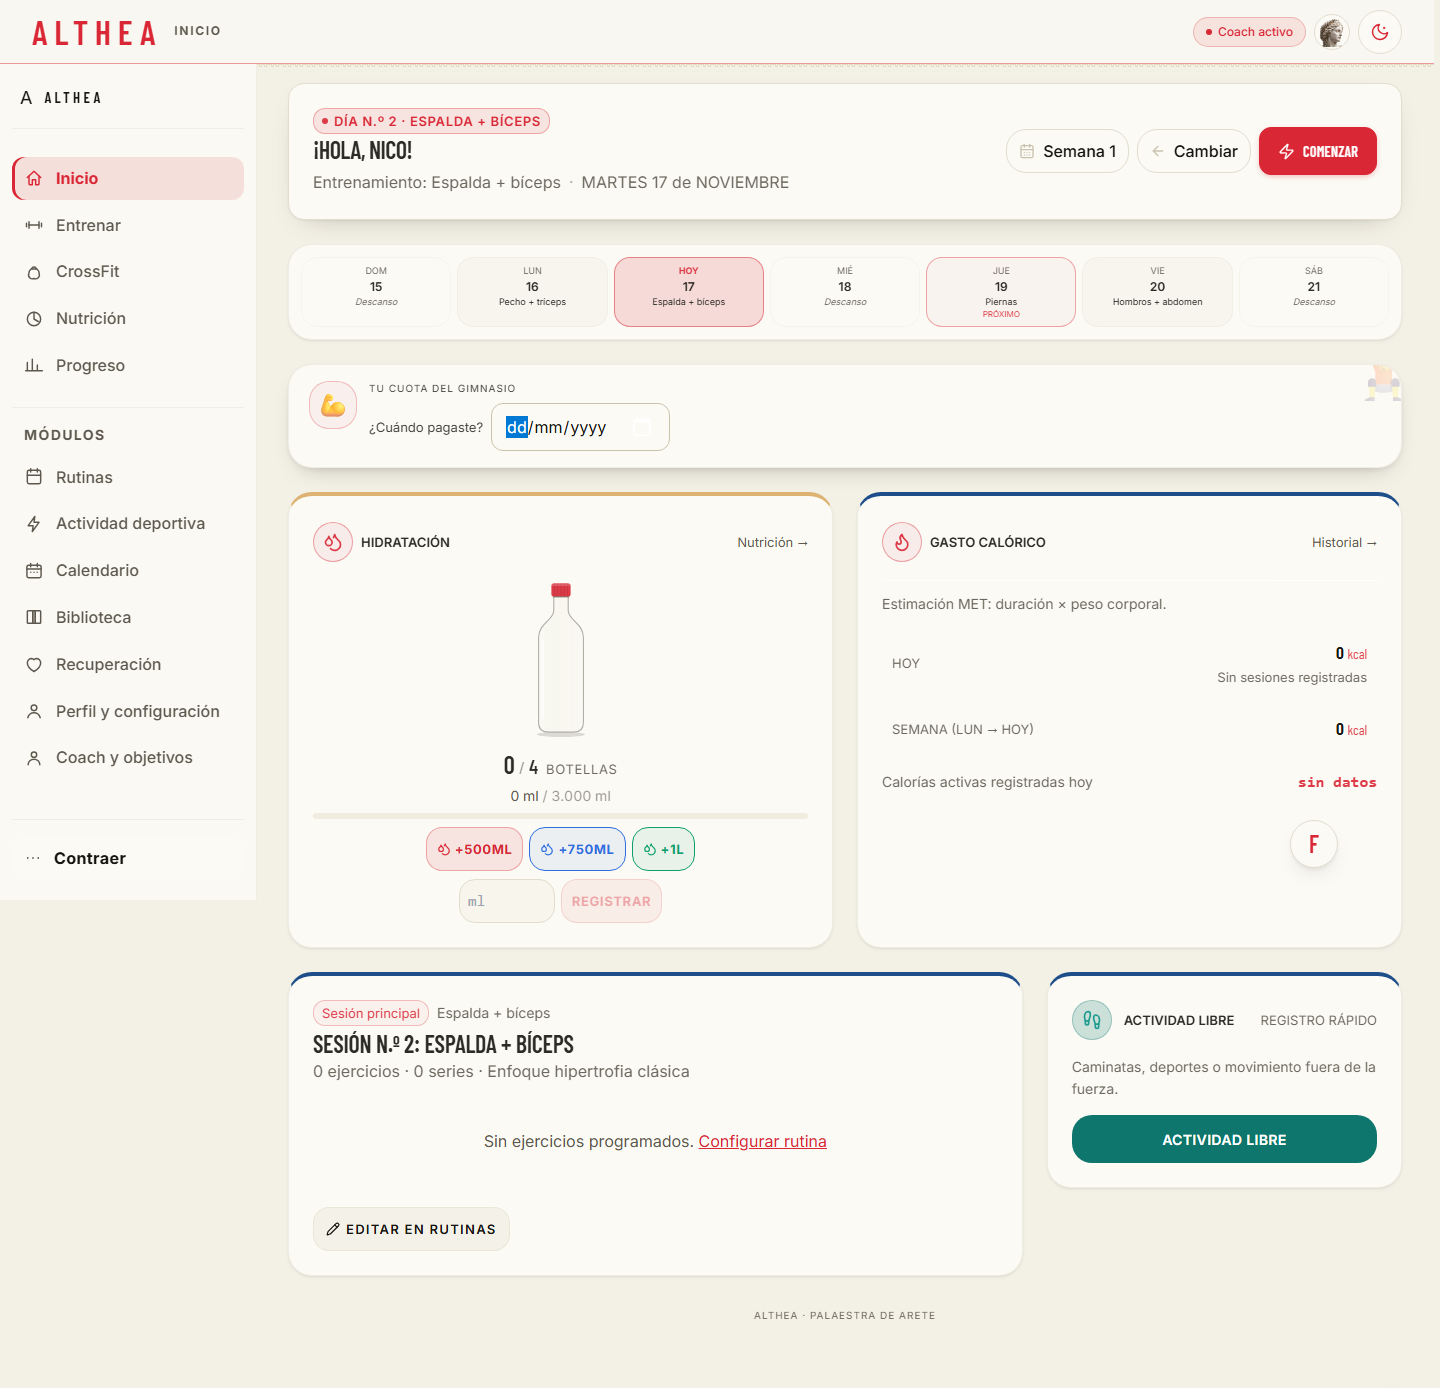 ALTHEA INICIO
Coach activo
A ALTHEA
Inicio
Entrenar
CrossFit
Nutrición
Progreso
MÓDULOS
Rutinas
Actividad deportiva
Calendario
Biblioteca
Recuperación
Perfil y configuración
Coach y objetivos
Contraer
DÍA N.º 2 · ESPALDA + BÍCEPS
¡HOLA, NICO!
Entrenamiento: Espalda + bíceps · MARTES 17 de NOVIEMBRE
Semana 1
Cambiar
COMENZAR
DOM
15
Descanso
LUN
16
Pecho + tríceps
HOY
17
Espalda + bíceps
MIÉ
18
Descanso
JUE
19
Piernas
PRÓXIMO
VIE
20
Hombros + abdomen
SÁB
21
Descanso
TU CUOTA DEL GIMNASIO
¿Cuándo pagaste? dd/mm/yyyy
HIDRATACIÓN
Nutrición →
0 / 4 BOTELLAS
0 ml / 3.000 ml
+500ML
+750ML
+1L
ml
REGISTRAR
GASTO CALÓRICO
Historial →
Estimación MET: duración × peso corporal.
HOY
0 kcal
Sin sesiones registradas
SEMANA (LUN → HOY)
0 kcal
Calorías activas registradas hoy
sin datos
F
Sesión principal Espalda + bíceps
SESIÓN N.º 2: ESPALDA + BÍCEPS
0 ejercicios · 0 series · Enfoque hipertrofia clásica
Sin ejercicios programados. Configurar rutina
EDITAR EN RUTINAS
ACTIVIDAD LIBRE
REGISTRO RÁPIDO
Caminatas, deportes o movimiento fuera de la
fuerza.
ACTIVIDAD LIBRE
ALTHEA · PALAESTRA DE ARETE